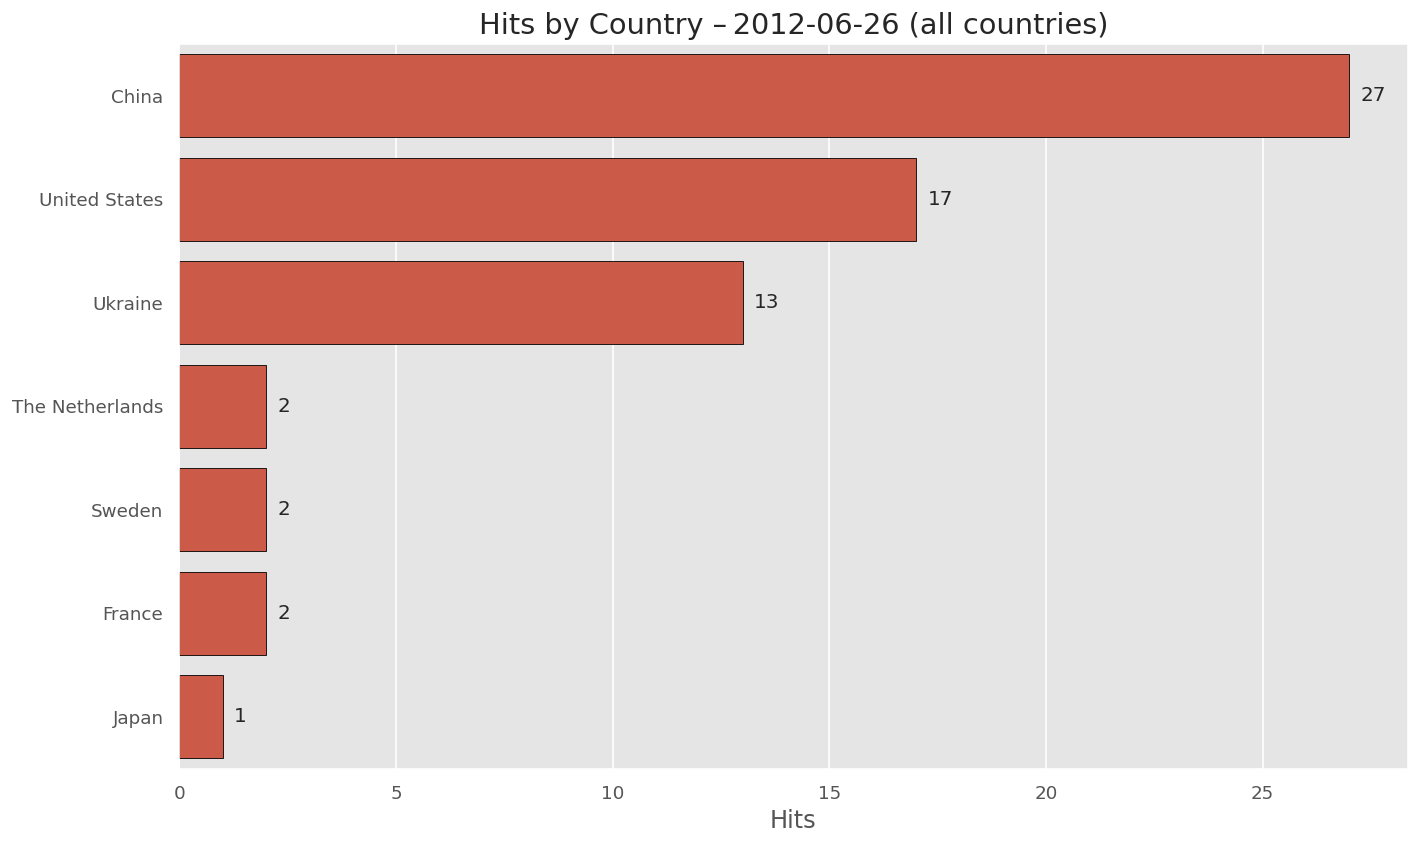 Hits by Country – 2012-06-26 (all countries)
China 27
United States 17
Ukraine 13
The Netherlands 2
Sweden 2
France 2
Japan 1
0 5 10 15 20 25
Hits